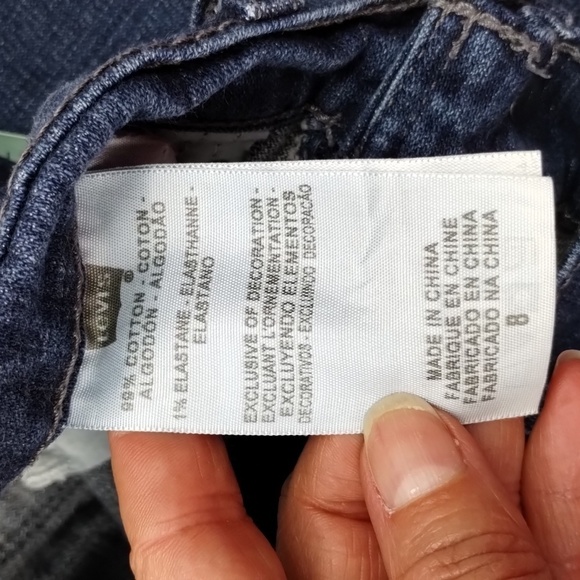 LEVI'S®
99% COTTON - COTON -
ALGODÓN - ALGODÃO
1% ELASTANE - ELASTHANNE -
ELASTANO
EXCLUSIVE OF DECORATION -
EXCLUANT L'ORNEMENTATION -
EXCLUYENDO ELEMENTOS
DECORATIVOS - EXCLUINDO DECORAÇÃO
MADE IN CHINA
FABRIQUE EN CHINE
FABRICADO EN CHINA
FABRICADO NA CHINA
8